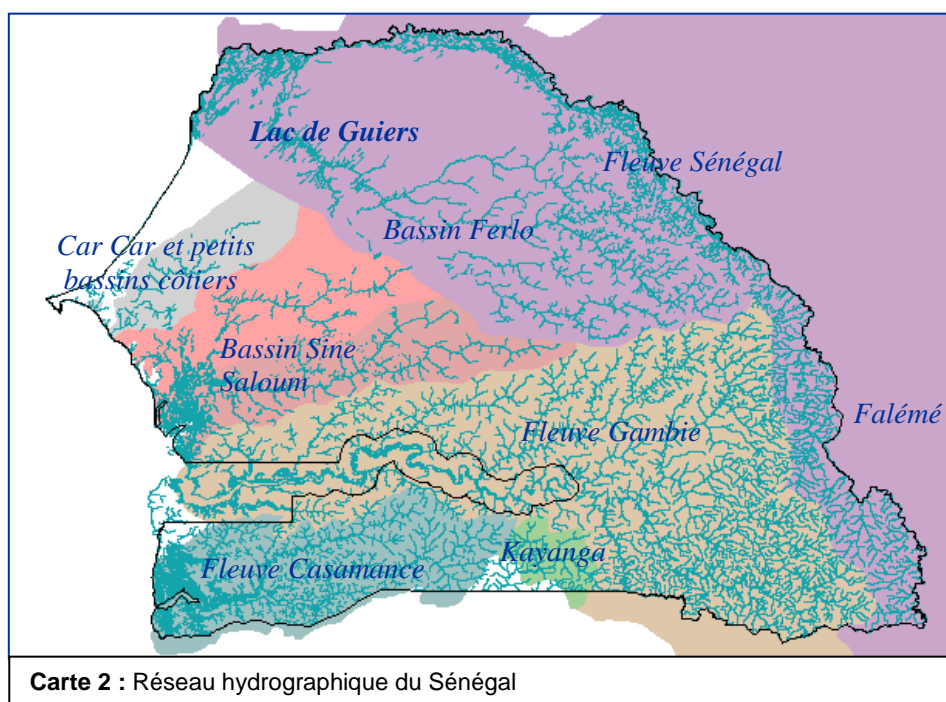 Lac de Guiers
Fleuve Sénégal
Bassin Ferlo
Car Car et petits
bassins côtiers
Bassin Sine
Saloum
Falémé
Fleuve Gambie
Kayanga
Fleuve Casamance
Carte 2 : Réseau hydrographique du Sénégal